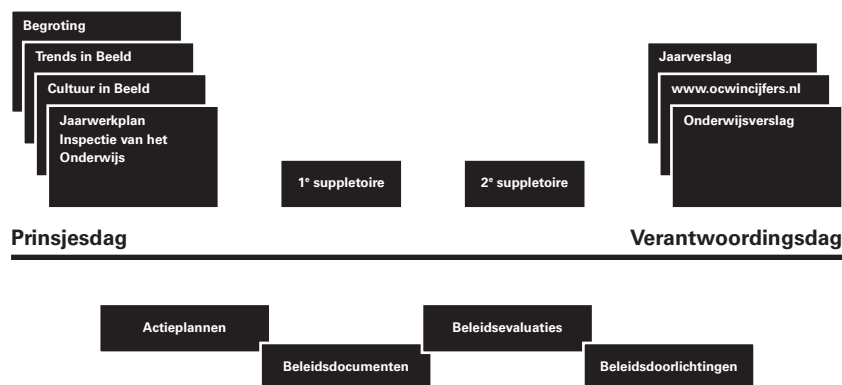 Begroting
Trends in Beeld
Cultuur in Beeld
Jaarwerkplan
Inspectie van het
Onderwijs
1e suppletoire
2e suppletoire
Jaarverslag
www.ocwincijfers.nl
Onderwijsverslag
Prinsjesdag
Verantwoordingsdag
Actieplannen
Beleidsdocumenten
Beleidsevaluaties
Beleidsdoorlichtingen